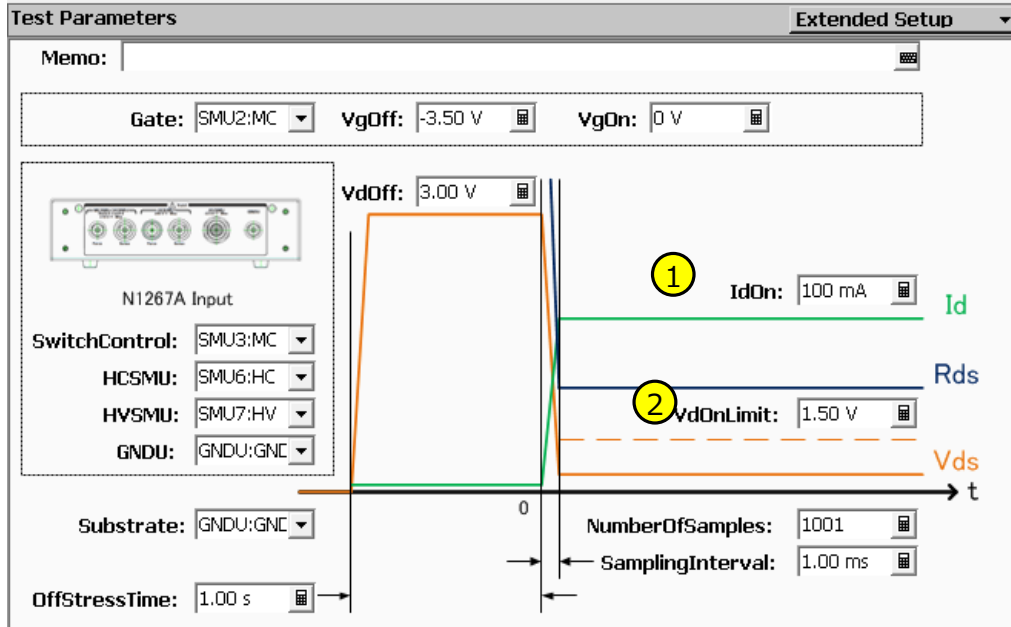 Test Parameters Extended Setup
Memo:
Gate: SMU2:MC VgOff: -3.50 V VgOn: 0 V
VdOff: 3.00 V
1
IdOn: 100 mA
Id
N1267A Input
SwitchControl: SMU3:MC
HCSMU: SMU6:HC
Rds
HVSMU: SMU7:HV
2
VdOnLimit: 1.50 V
GNDU: GNDU:GND
Vds
t
0
Substrate: GNDU:GND
NumberOfSamples: 1001
SamplingInterval: 1.00 ms
OffStressTime: 1.00 s